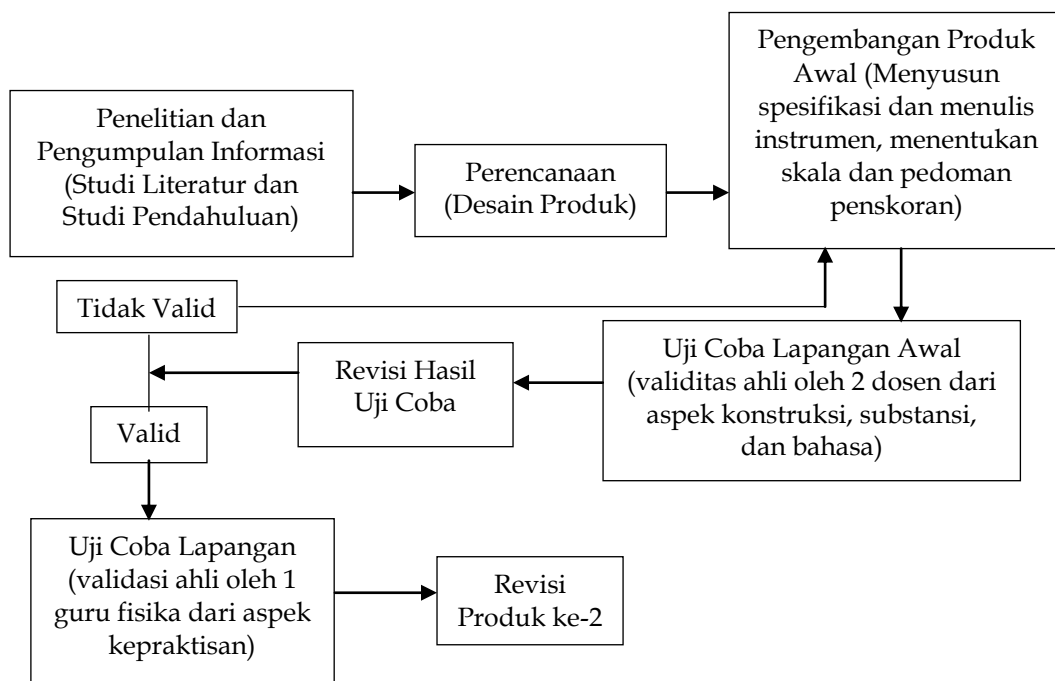 Penelitian dan
Pengumpulan Informasi
(Studi Literatur dan
Studi Pendahuluan)
Perencanaan
(Desain Produk)
Pengembangan Produk
Awal (Menyusun
spesifikasi dan menulis
instrumen, menentukan
skala dan pedoman
penskoran)
Uji Coba Lapangan Awal
(validitas ahli oleh 2 dosen dari
aspek konstruksi, substansi,
dan bahasa)
Revisi Hasil
Uji Coba
Tidak Valid
Valid
Uji Coba Lapangan
(validasi ahli oleh 1
guru fisika dari aspek
kepraktisan)
Revisi
Produk ke-2